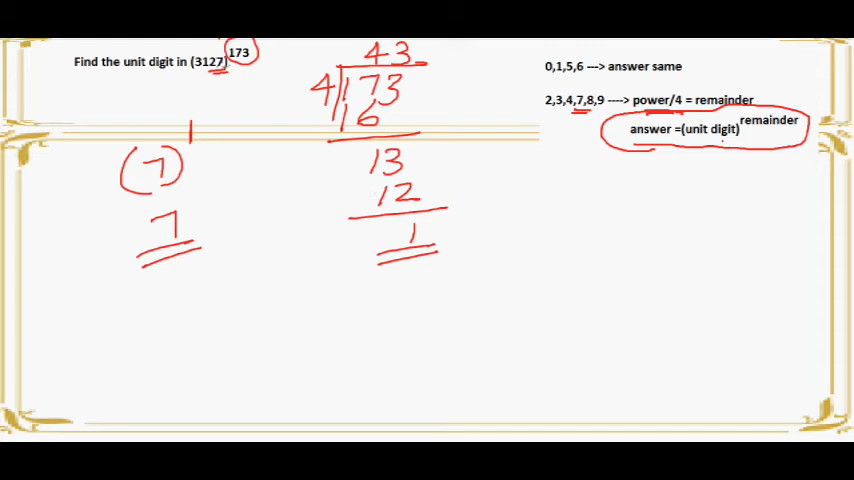 Find the unit digit in (3127)^173
43
4 173
16
13
12
1
(7)^1
7
0,1,5,6 ---> answer same
2,3,4,7,8,9 ----> power/4 = remainder
answer =(unit digit)^remainder